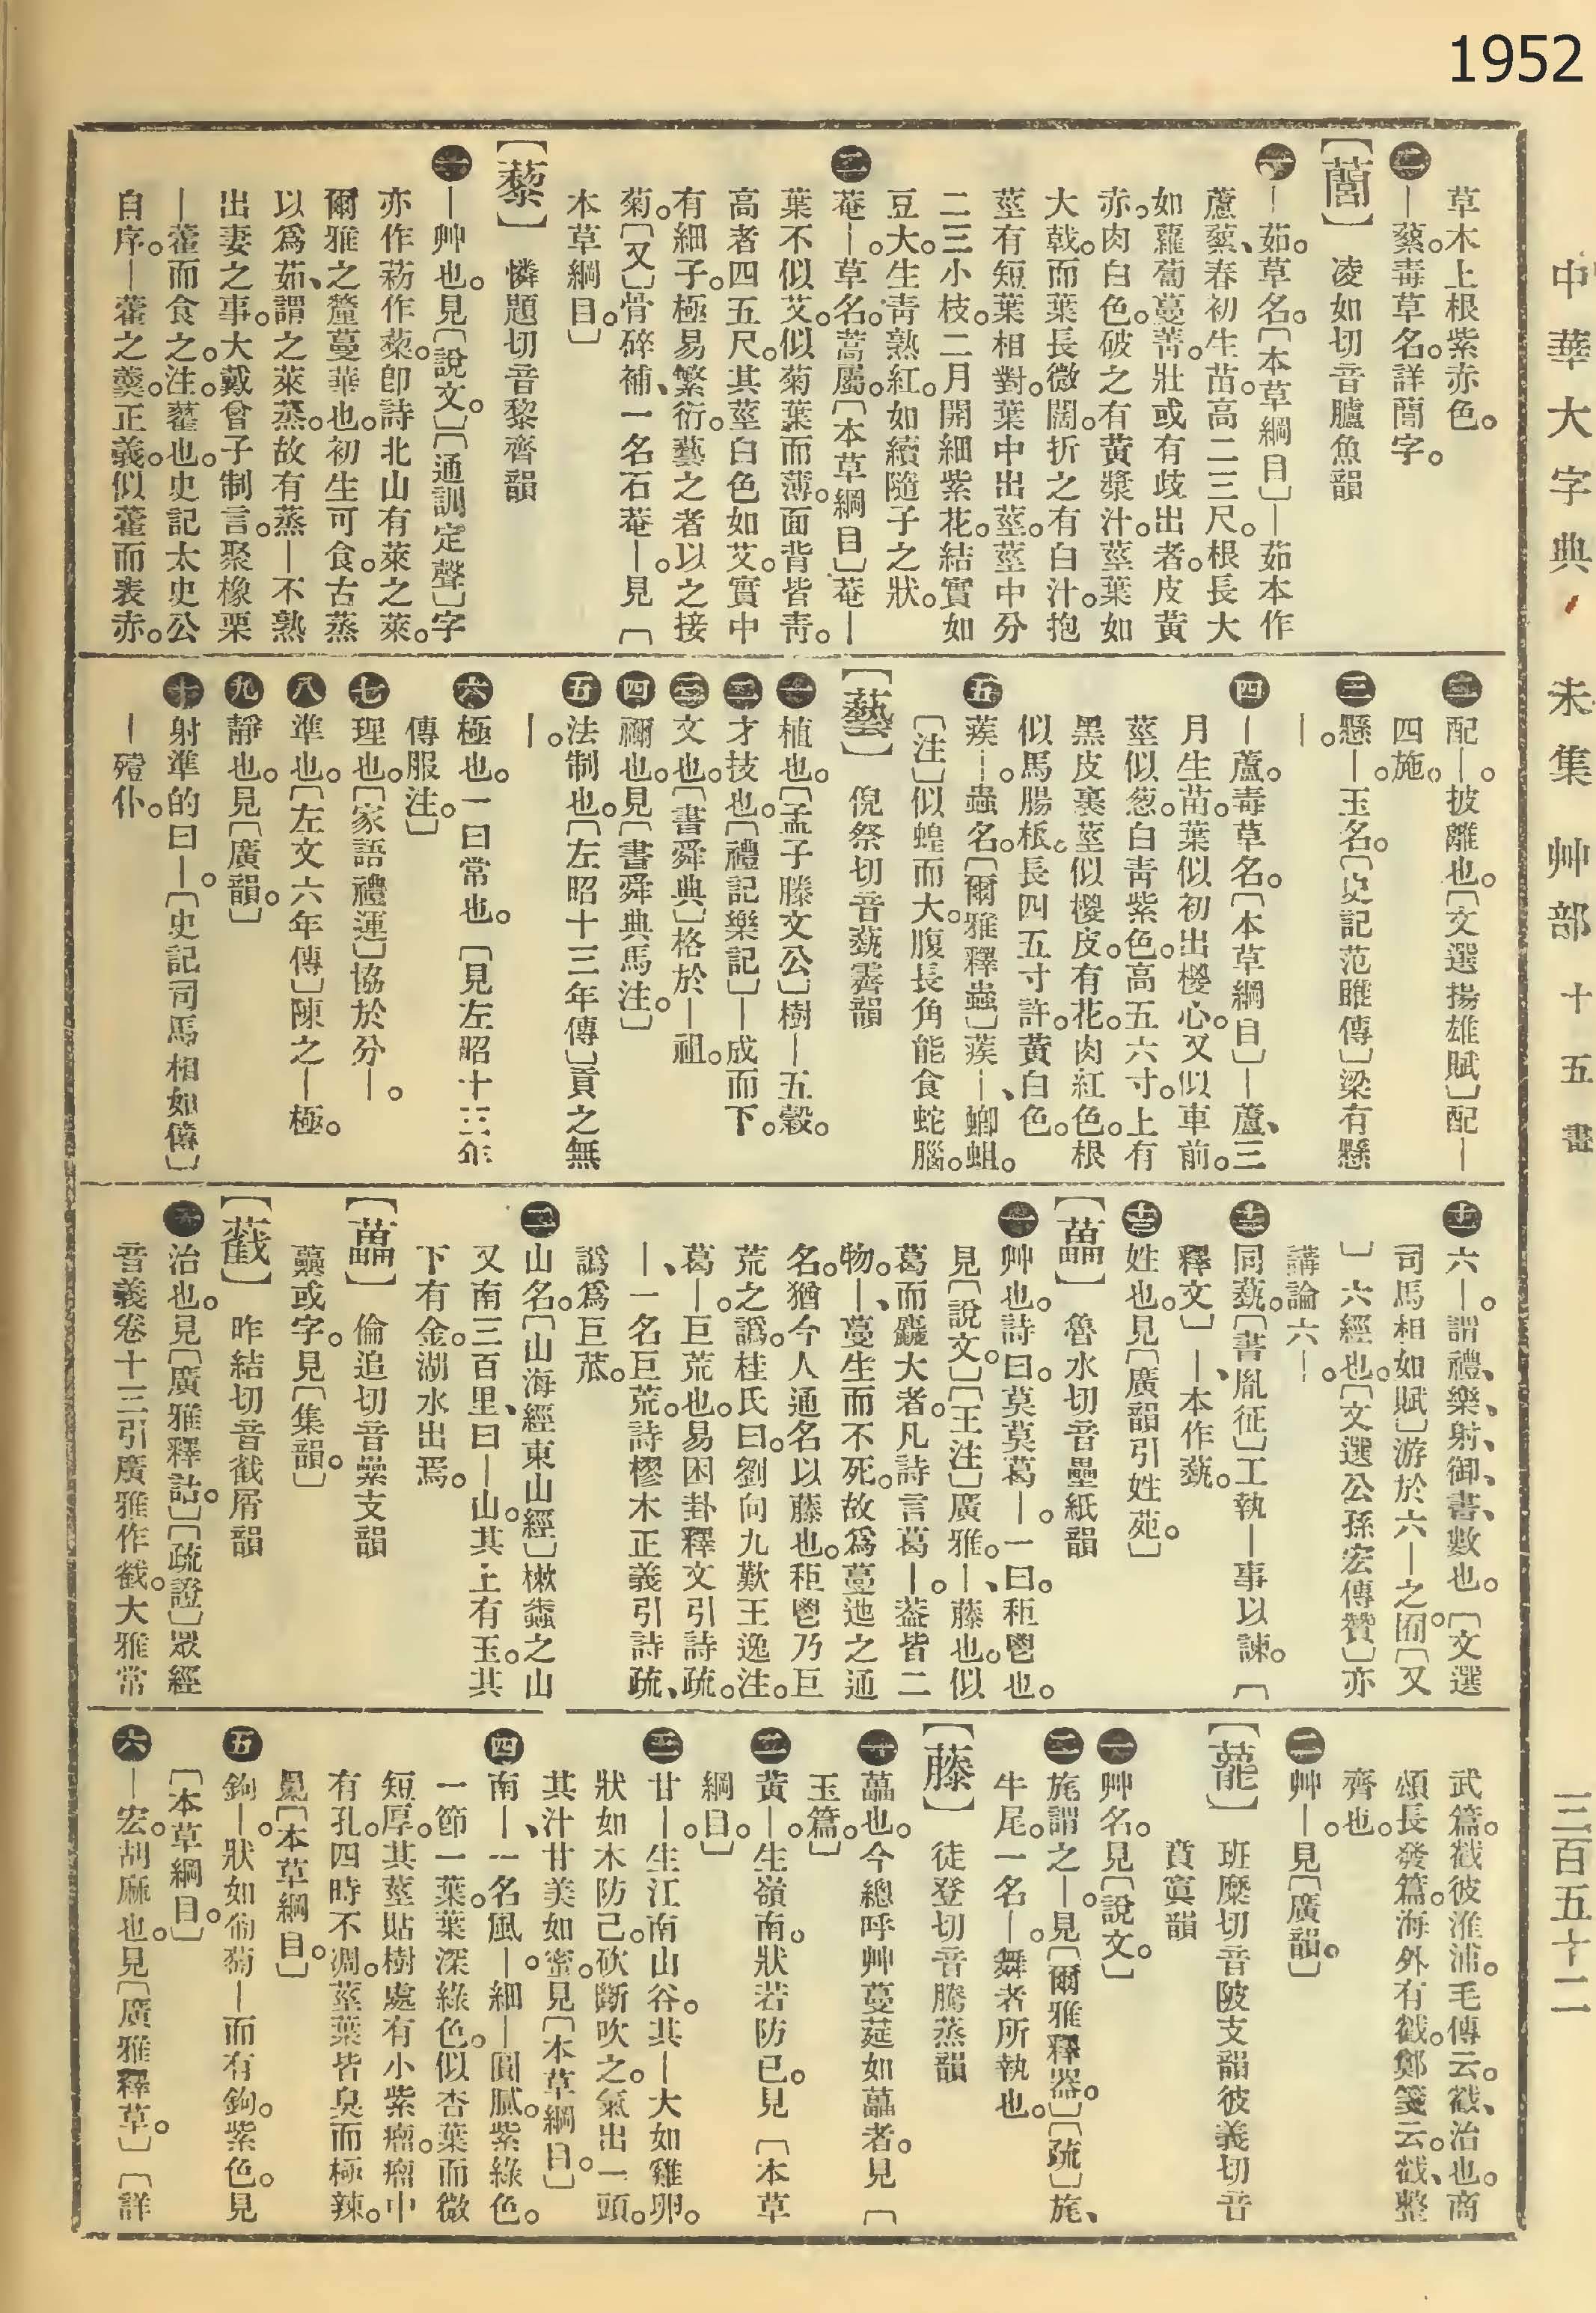 1952
中華大字典
未集 艸部 十五畫
三百五十二
草木上根紫赤色。
㊁—藜。毒草名。詳䕡字。
〔藘〕 凌如切音臚魚韻
㊀—茹。草名。〔本草綱目〕—茹本作
蘆蕠、春初生苗。高二三尺。根長大
如蘿蔔蔓菁。壯或有歧出者。皮黃
赤。肉白色。破之有黃漿汁。莖葉如
大戟。而葉長微闊。折之有白汁。抱
莖有短葉相對。葉中出莖。莖中分
二三小枝。二月開細紫花。結實如
豆大。生靑熟紅。如續隨子之狀。
㊁菴—。草名。蒿屬。〔本草綱目〕菴—
葉不似艾。似菊葉而薄。面背皆靑。
高者四五尺。其莖白色如艾。實中
有細子。極易繁衍。藝之者以之接
菊。〔又〕骨碎補、一名石菴—。見〔
本草綱目。〕
〔藜〕 憐題切音黎齊韻
㊀—艸也。見〔說文。〕〔通訓定聲〕字
亦作䓞作蔾。卽詩北山有萊之萊。
爾雅之釐蔓華也。初生可食。古蒸
以爲茹、謂之萊蒸。故有蒸—不熟
出妻之事。大戴曾子制言。聚橡栗
—藿而食之。注。藋也。史記太史公
自序。—藿之羹。正義。似藿而表赤。
㊁配—。披離也。〔文選揚雄賦〕配—
四施。
㊂懸—。玉名。〔史記范雎傳〕梁有懸
—。
㊃—蘆。毒草名。〔本草綱目〕—蘆、三
月生苗。葉似初出椶心。又似車前。
莖似葱。白靑紫色。高五六寸。上有
黑皮裹莖似椶皮。有花。肉紅色。根
似馬腸根。長四五寸許。黃白色。
㊄蒺—。蟲名。〔爾雅釋蟲〕蒺—、蝍蛆。
〔注〕似蝗而大。腹長角能食蛇腦。
〔藝〕 倪祭切音蓺霽韻
㊀植也。〔孟子滕文公〕樹—五穀。
㊁才技也。〔禮記樂記〕—成而下。
㊂文也。〔書舜典〕格於—祖。
㊃禰也。見〔書舜典馬注。〕
㊄法制也。〔左昭十三年傳〕貢之無
—。
㊅極也。一曰常也。〔見左昭十三年
傳服注。〕
㊆理也。〔家語禮運〕協於分—。
㊇準也。〔左文六年傳〕陳之—極。
㊈靜也。見〔廣韻。〕
㊉射準的曰—。〔史記司馬相如傳〕
—殪仆。
⑪六—。謂禮、樂、射、御、書、數也。〔文選
司馬相如賦〕游於六—之囿。〔又
〕六經也。〔文選公孫宏傳贊〕亦
講論六—。
⑫同蓺。〔書胤征〕工執—事以諫。〔
釋文〕—、本作蓺。
⑬姓也。見〔廣韻引姓苑。〕
〔藟〕 魯水切音壘紙韻
㊀艸也。詩曰。莫莫葛—。一曰。秬鬯也。
見〔說文。〕〔王注〕廣雅。—、藤也。似
葛而麤大者。凡詩言葛—。葢皆二
物。—、蔓生而不死。故爲蔓迆之通
名。猶今人通名以藤也。秬鬯乃巨
荒之譌。桂氏曰。劉向九歎王逸注。
葛—。巨荒也。易困卦釋文引詩疏。
—、一名巨荒。詩樛木正義引詩疏、
譌爲巨苽。
㊁山名。〔山海經東山經〕樕𧑤之山
又南三百里、曰—山。其上有玉。其
下有金。湖水出焉。
〔藟〕 倫追切音纍支韻
虆或字。見〔集韻。〕
〔䕙〕 昨結切音截屑韻
㊀治也。見〔廣雅釋詁。〕〔疏證〕眾經
音義卷十三引廣雅作截。大雅常
武篇。截彼淮浦。毛傳云。截、治也。商
頌長發篇。海外有截。鄭箋云。截、整
齊也。
㊁艸—。見〔廣韻。〕
〔藣〕 班糜切音陂支韻彼義切音
賁寘韻
㊀艸名。見〔說文。〕
㊁旄謂之—。見〔爾雅釋器。〕〔疏〕旄、
牛尾。一名—。舞者所執也。
〔藤〕 徒登切音騰蒸韻
㊀藟也。今總呼艸蔓莚如藟者。見〔
玉篇。〕
㊁黃—。生嶺南。狀若防已。見〔本草
綱目。〕
㊂甘—。生江南山谷。其—大如雞卵。
狀如木防己。砍斷吹之。氣出一頭。
其汁甘美如蜜。見〔本草綱目。〕
㊃南—、一名風—。細—圓膩。紫綠色。
一節一葉。葉深綠色。似杏葉而微
短厚。其莖貼樹處有小紫瘤。瘤中
有孔。四時不凋。莖葉皆臭而極辣。
見〔本草綱目。〕
㊄鉤—。狀如葡萄—而有鉤。紫色。見
〔本草綱目。〕
㊅—宏。胡麻也。見〔廣雅釋草。〕〔詳